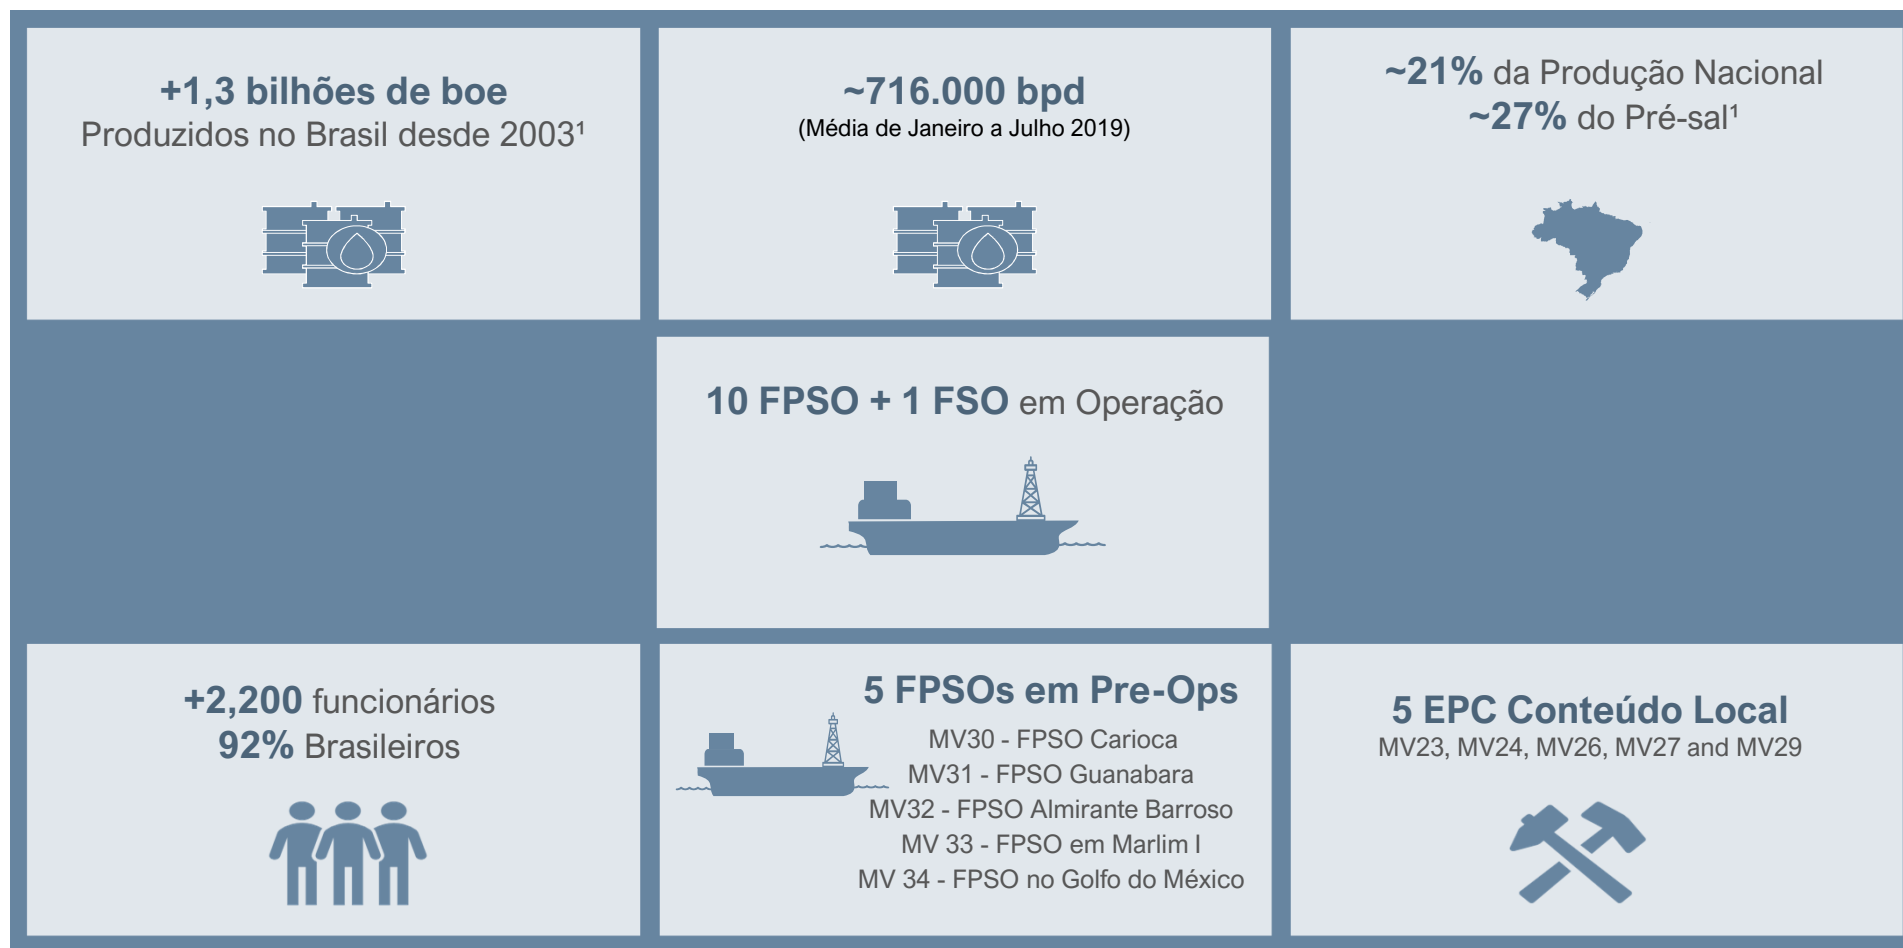 +1,3 bilhões de boe
Produzidos no Brasil desde 2003¹
~716.000 bpd
(Média de Janeiro a Julho 2019)
~21% da Produção Nacional
~27% do Pré-sal¹
10 FPSO + 1 FSO em Operação
+2,200 funcionários
92% Brasileiros
5 FPSOs em Pre-Ops
MV30 - FPSO Carioca
MV31 - FPSO Guanabara
MV32 - FPSO Almirante Barroso
MV 33 - FPSO em Marlim I
MV 34 - FPSO no Golfo do México
5 EPC Conteúdo Local
MV23, MV24, MV26, MV27 and MV29